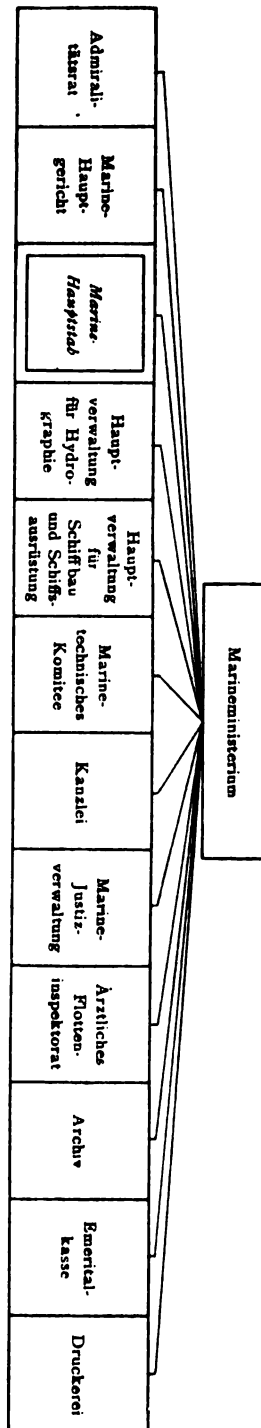 Marineministerium
Admirali-
tätsrat
Marine-
Haupt-
gericht
Marine-
Hauptstab
Haupt-
verwaltung
für Hydro-
graphie
Haupt-
verwaltung
für
Schiffbau
und Schiffs-
ausrüstung
Marine-
technisches
Komitee
Kanzlei
Marine-
Justiz-
verwaltung
Ärztliches
Flotten-
inspektorat
Archiv
Emerital-
kasse
Druckerei